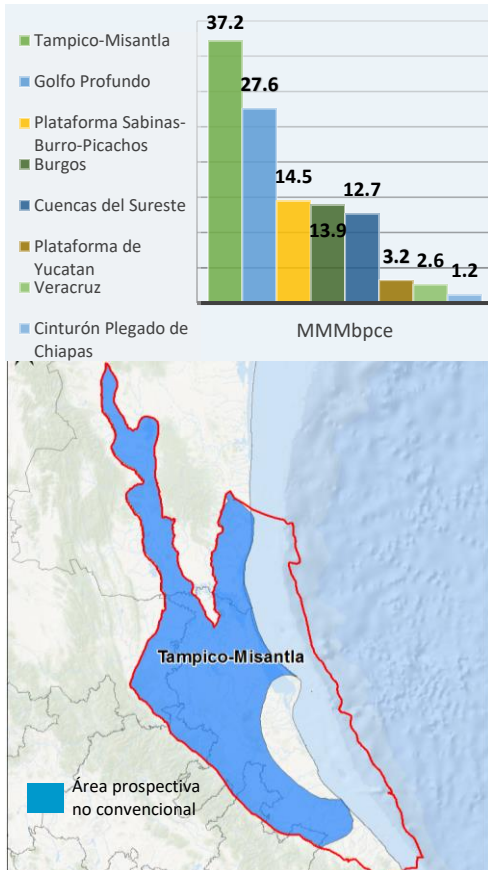 37.2
27.6
14.5
13.9
12.7
3.2
2.6
1.2
Tampico-Misantla
Golfo Profundo
Plataforma Sabinas-
Burro-Picachos
Burgos
Cuencas del Sureste
Plataforma de
Yucatan
Veracruz
Cinturón Plegado de
Chiapas
MMMbpce
Tampico-Misantla
Área prospectiva
no convencional